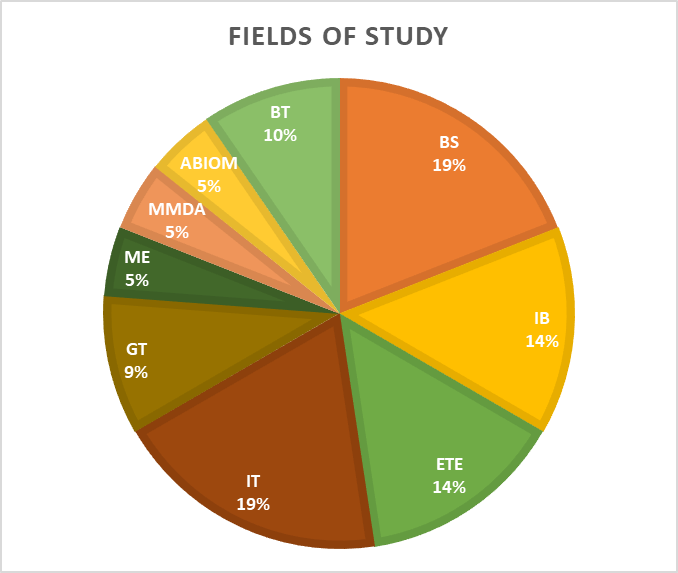 FIELDS OF STUDY
BS
19%
IB
14%
ETE
14%
IT
19%
GT
9%
ME
5%
MMDA
5%
ABIOM
5%
BT
10%